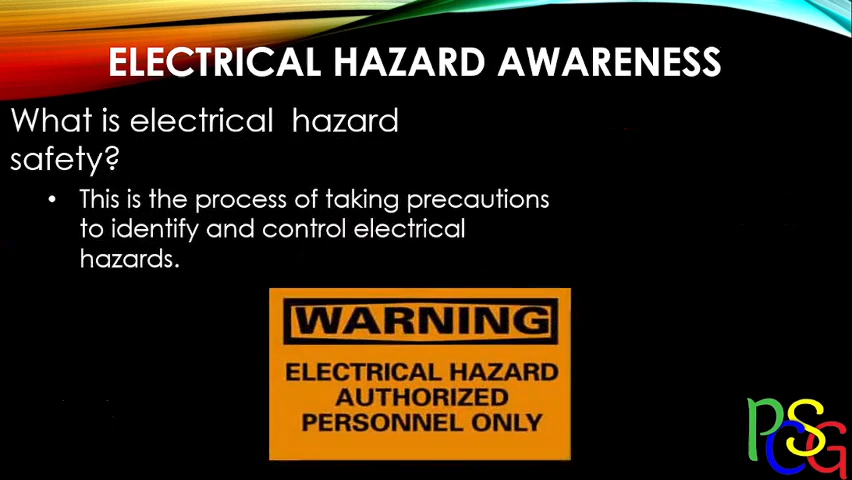 ELECTRICAL HAZARD AWARENESS
What is electrical hazard
safety?
• This is the process of taking precautions
to identify and control electrical
hazards.
WARNING
ELECTRICAL HAZARD
AUTHORIZED
PERSONNEL ONLY
PCSG